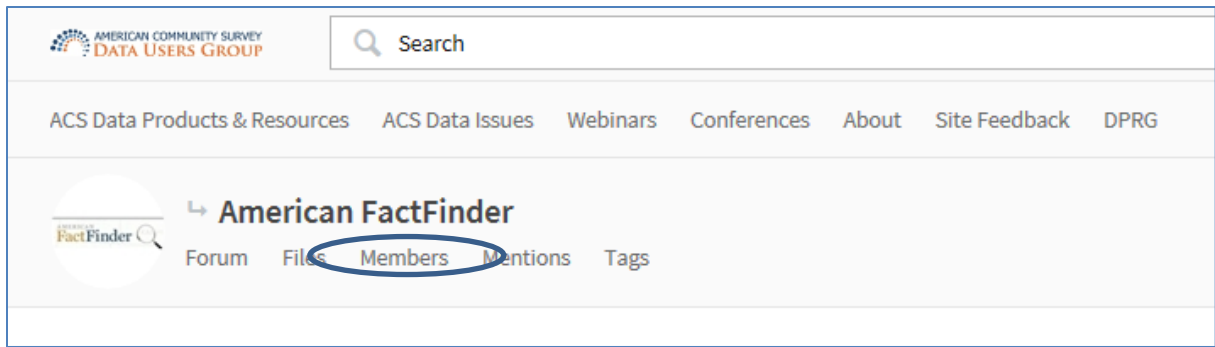 AMERICAN COMMUNITY SURVEY
DATA USERS GROUP
Search
ACS Data Products & Resources ACS Data Issues Webinars Conferences About Site Feedback DPRG
American FactFinder
AMERICAN
FactFinder
Forum Files Members Mentions Tags